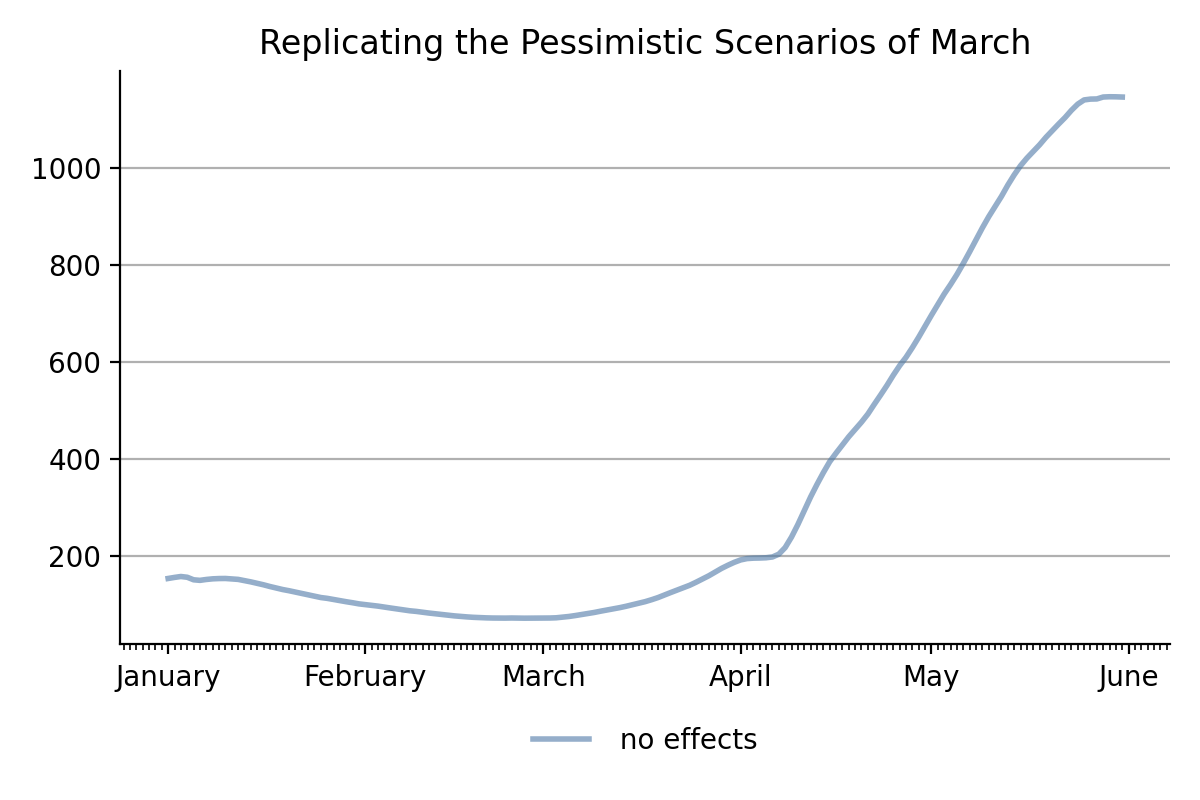 Replicating the Pessimistic Scenarios of March
1000
800
600
400
200
January February March April May June
no effects